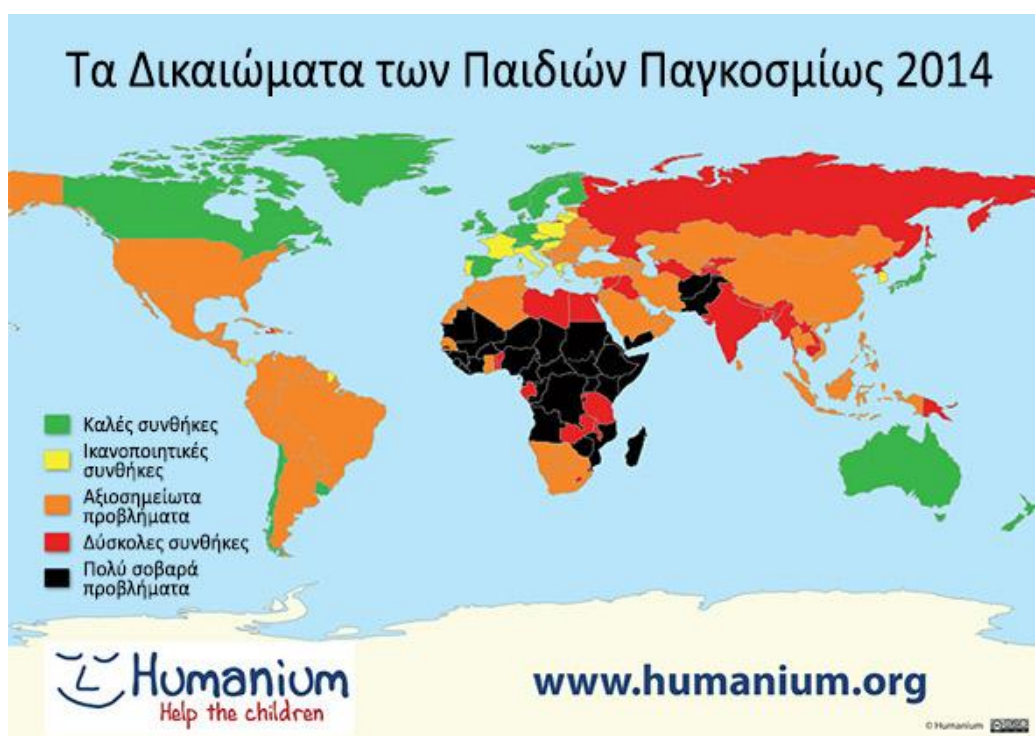 Τα Δικαιώματα των Παιδιών Παγκοσμίως 2014
Καλές συνθήκες
Ικανοποιητικές
συνθήκες
Αξιοσημείωτα
προβλήματα
Δύσκολες συνθήκες
Πολύ σοβαρά
προβλήματα
Humanium
Help the children
www.humanium.org
© Humanium